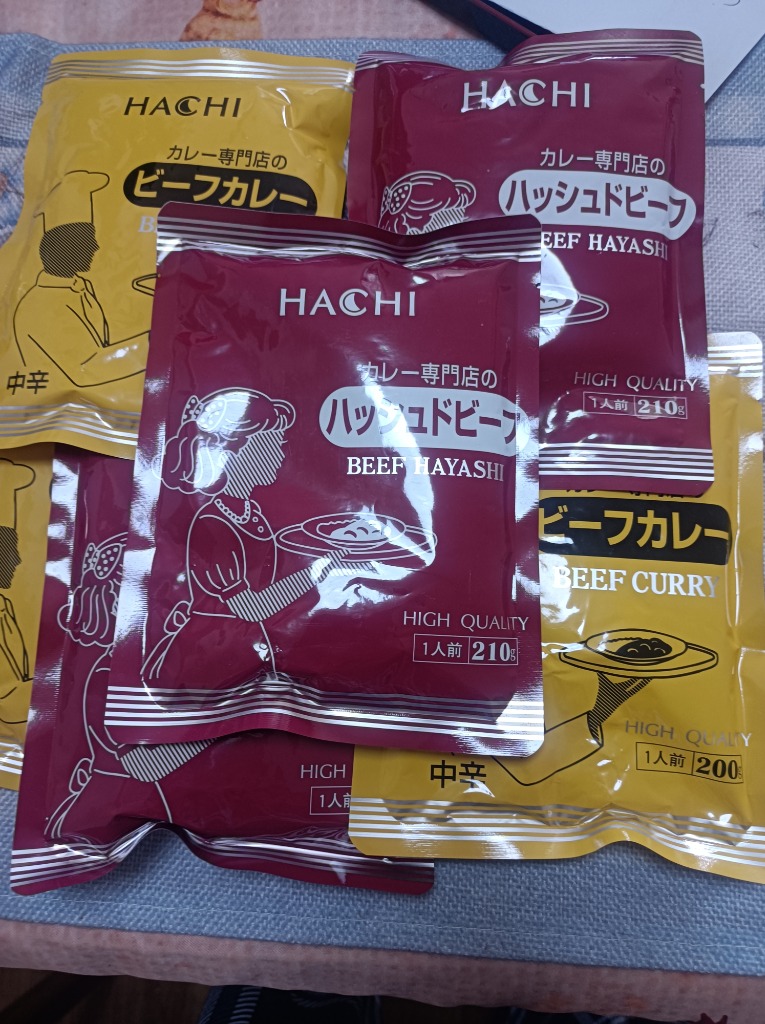 HACHI
カレー専門店の
ビーフカレー
中辛
HACHI
カレー専門店の
ハッシュドビーフ
BEEF HAYASHI
HIGH QUALITY
1人前 210g
HACHI
カレー専門店の
ハッシュドビーフ
BEEF HAYASHI
HIGH QUALITY
1人前 210g
ビーフカレー
BEEF CURRY
HIGH QUALITY
1人前 200g
中辛
HIGH
1人前